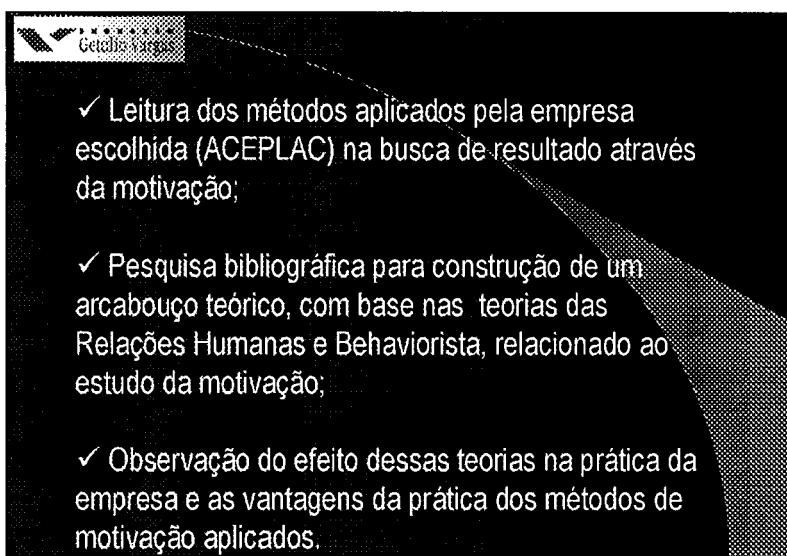 Getulio Vargas
✓ Leitura dos métodos aplicados pela empresa
escolhida (ACEPLAC) na busca de resultado através
da motivação;
✓ Pesquisa bibliográfica para construção de um
arcabouço teórico, com base nas teorias das
Relações Humanas e Behaviorista, relacionado ao
estudo da motivação;
✓ Observação do efeito dessas teorias na prática da
empresa e as vantagens da prática dos métodos de
motivação aplicados.